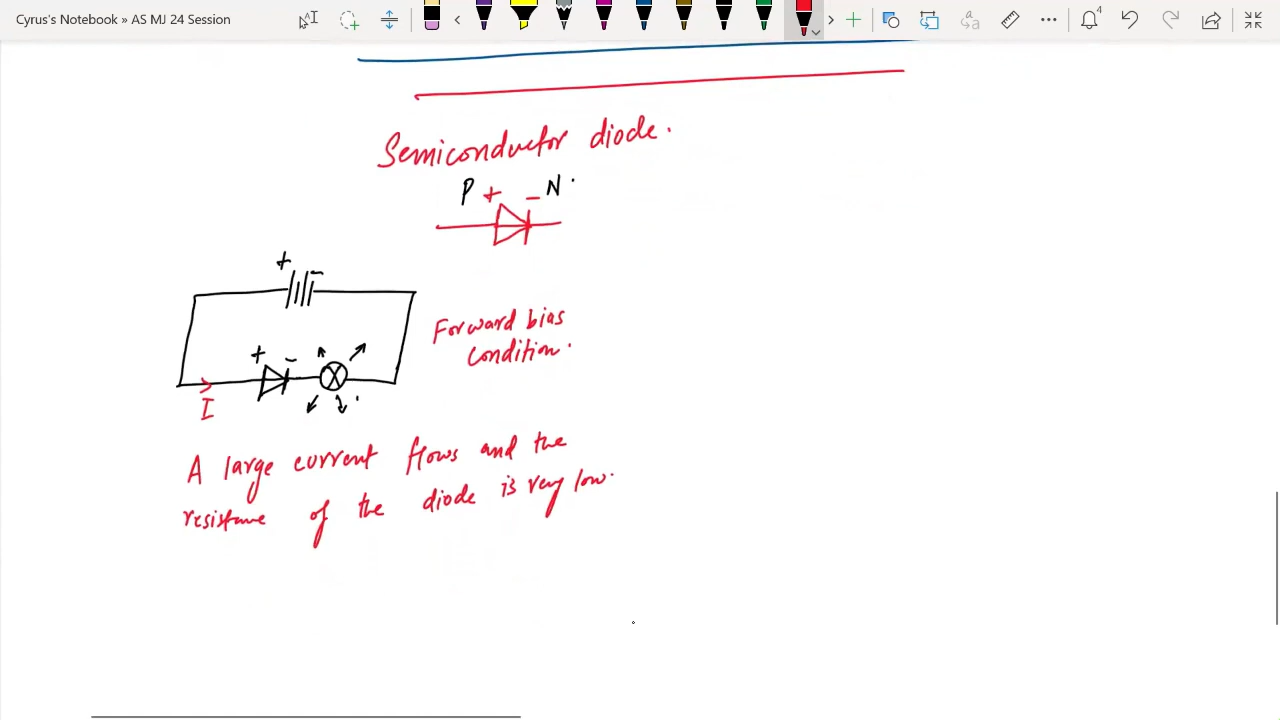 Cyrus's Notebook » AS MJ 24 Session
4
Semiconductor diode.
P + - N
+ -
Forward bias
condition.
+ -
I
A large current flows and the
resistance of the diode is very low.